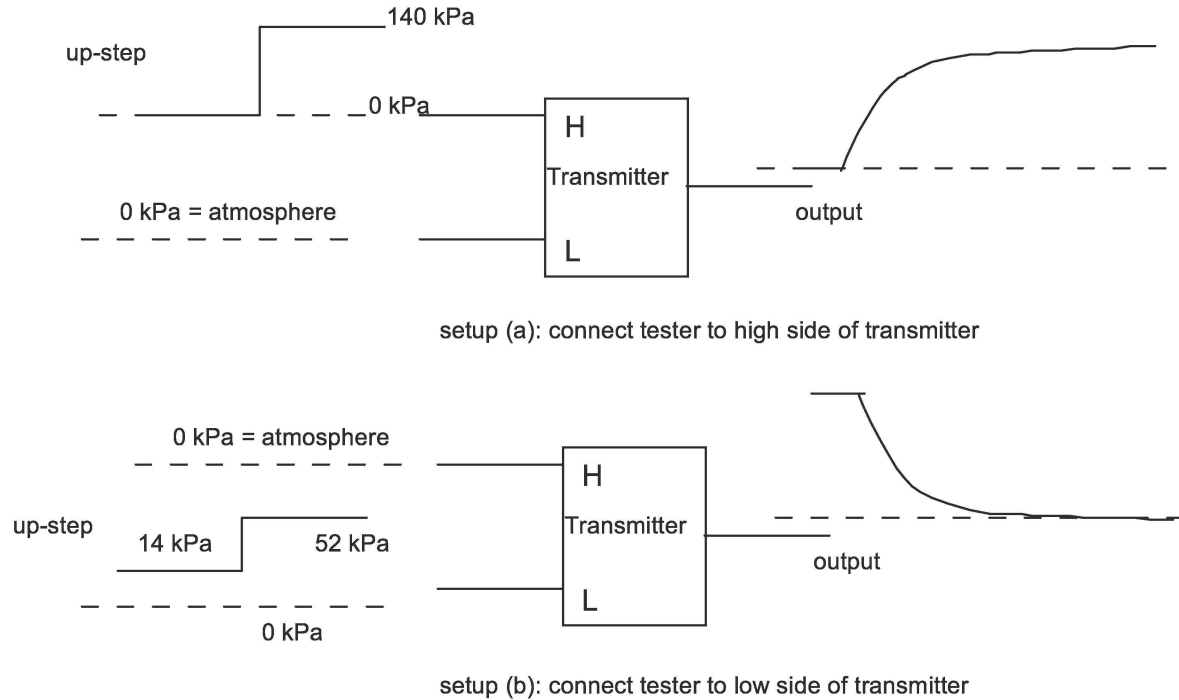 140 kPa
up-step
0 kPa
H
Transmitter
0 kPa = atmosphere
output
L
setup (a): connect tester to high side of transmitter
0 kPa = atmosphere
H
up-step
Transmitter
14 kPa
52 kPa
output
L
0 kPa
setup (b): connect tester to low side of transmitter